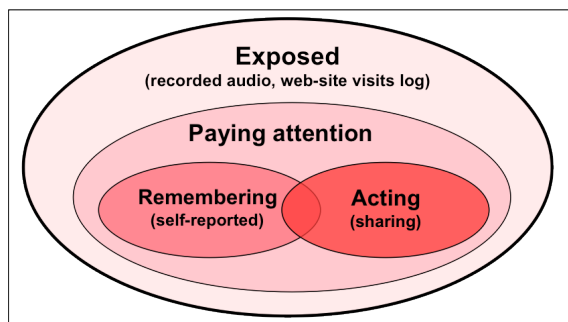 Exposed
(recorded audio, web-site visits log)
Paying attention
Remembering
(self-reported)
Acting
(sharing)